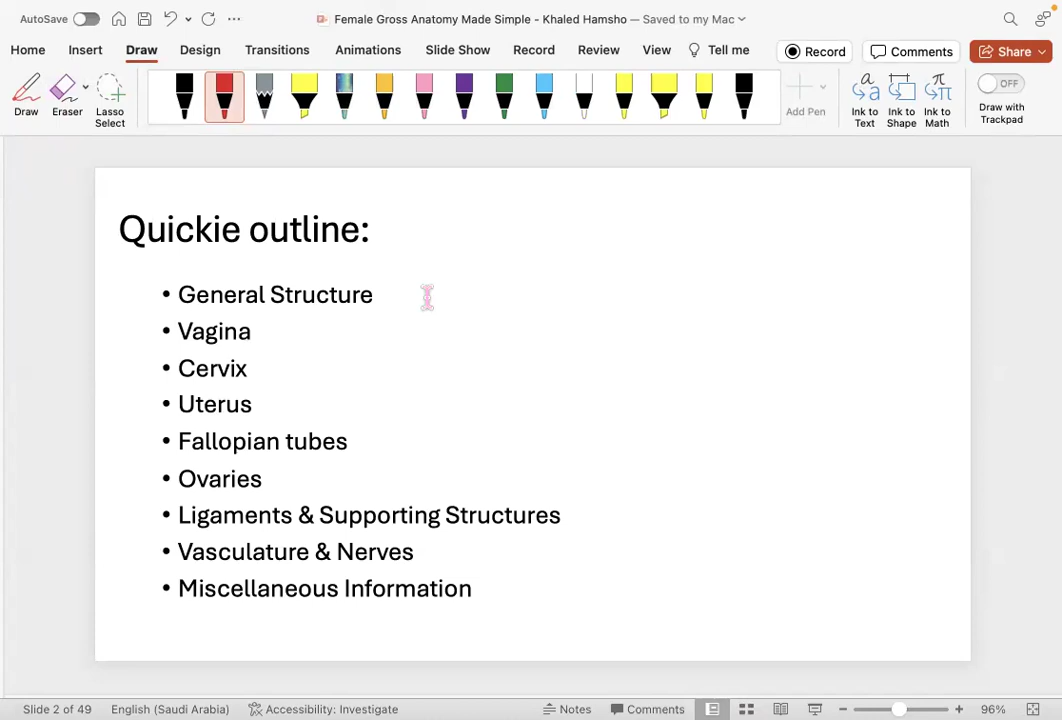 AutoSave
Female Gross Anatomy Made Simple - Khaled Hamsho — Saved to my Mac
Home Insert Draw Design Transitions Animations Slide Show Record Review View Tell me Record Comments Share
Draw Eraser Lasso Select Add Pen Ink to Text Ink to Shape Ink to Math OFF Draw with Trackpad
Quickie outline:
• General Structure
• Vagina
• Cervix
• Uterus
• Fallopian tubes
• Ovaries
• Ligaments & Supporting Structures
• Vasculature & Nerves
• Miscellaneous Information
Slide 2 of 49 English (Saudi Arabia) Accessibility: Investigate Notes Comments 96%